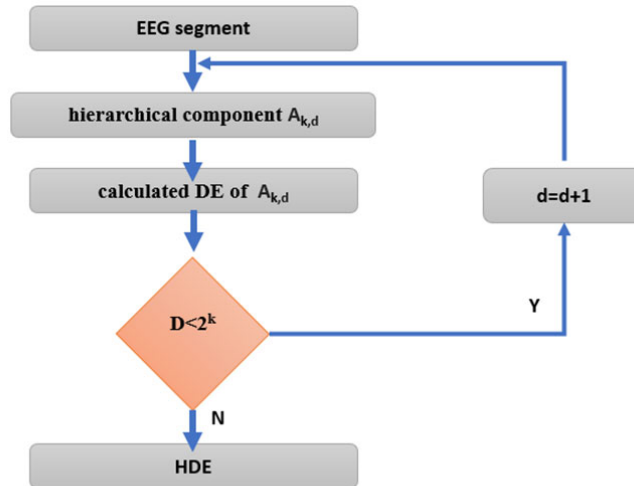 EEG segment
hierarchical component Aₖ,d
calculated DE of Aₖ,d
d=d+1
D<2ᵏ
Y
N
HDE